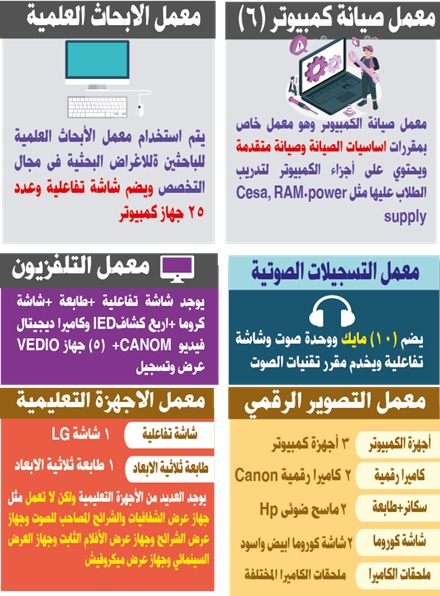 معمل صيانة كمبيوتر (٦)
معمل صيانة الكمبيوتر وهو معمل خاص
بمقررات اساسيات الصيانة وصيانة متقدمة
ويحتوي على أجزاء الكمبيوتر لتدريب
الطلاب عليها مثل Cesa, RAM.power
supply
معمل الابحاث العلمية
يتم استخدام معمل الأبحاث العلمية
للباحثين ةللاغراض البحثية فى مجال
التخصص ويضم شاشة تفاعلية وعدد
٢٥ جهاز كمبيوتر
معمل التسجيلات الصوتية
يضم (١٠) مايك ووحدة صوت وشاشة
تفاعلية ويخدم مقرر تقنيات الصوت
معمل التلفزيون
يوجد شاشة تفاعلية +طابعة +شاشة
كروما +اربع كشافIED وكاميرا ديجيتال
فيديو CANOM+ (٥) جهاز VEDIO
عرض وتسجيل
معمل التصوير الرقمي
أجهزة الكمبيوتر ٣ أجهزة كمبيوتر
كاميرا رقمية ٢ كاميرا رقمية Canon
سكانر+طابعة ٢ ماسح ضوئى Hp
شاشة كوروما ٢ شاشة كوروما ابيض واسود
ملحقات الكاميرا ملحقات الكاميرا المختلفة
معمل الاجهزة التعليمية
شاشة تفاعلية ١ شاشة LG
طابعة ثلاثية الابعاد ١ طابعة ثلاثية الابعاد
يوجد العديد من الأجهزة التعليمية ولكن لا تعمل مثل
جهاز عرض الشفافيات والشرائح المصاحب للصوت وجهاز
عرض الشرائح وجهاز عرض الأفلام الثابت وجهاز العرض
السينمائي وجهاز عرض ميكروفيش